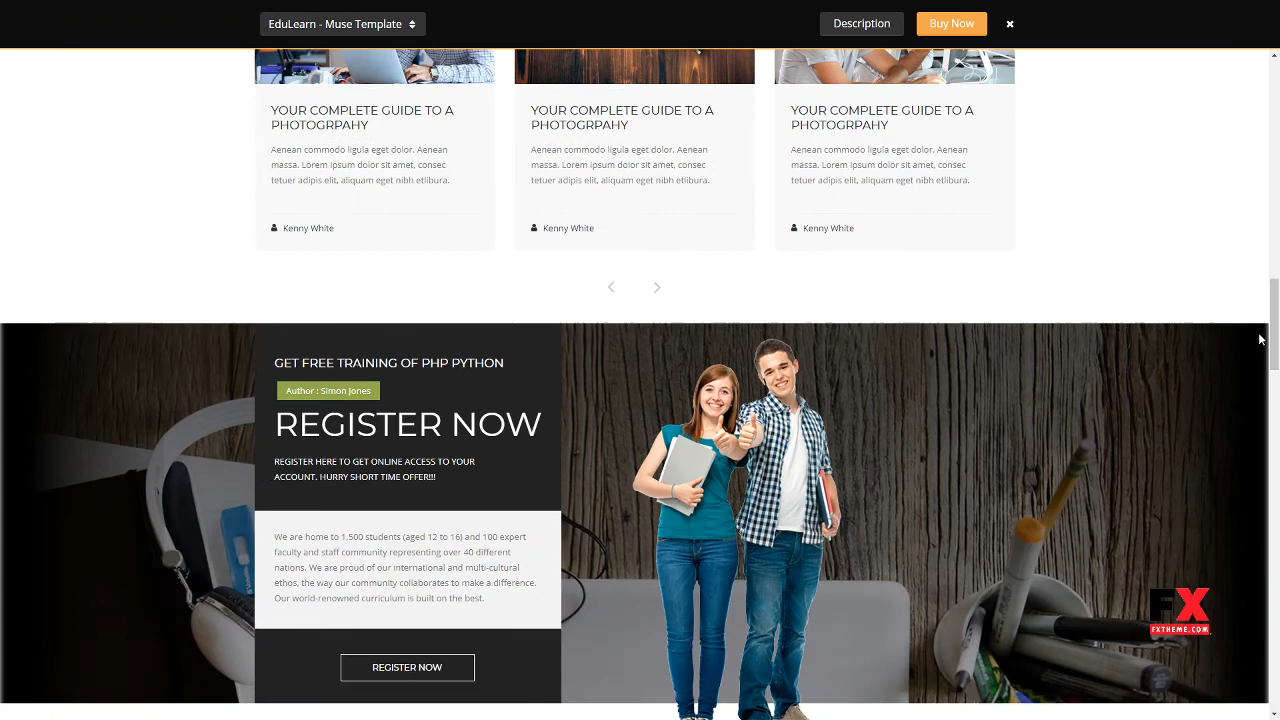 EduLearn - Muse Template
Description
Buy Now
YOUR COMPLETE GUIDE TO A
PHOTOGRPAHY
Aenean commodo ligula eget dolor. Aenean
massa. Lorem ipsum dolor sit amet, consec
tetuer adipis elit, aliquam eget nibh etlibura.
Kenny White
YOUR COMPLETE GUIDE TO A
PHOTOGRPAHY
Aenean commodo ligula eget dolor. Aenean
massa. Lorem ipsum dolor sit amet, consec
tetuer adipis elit, aliquam eget nibh etlibura.
Kenny White
YOUR COMPLETE GUIDE TO A
PHOTOGRPAHY
Aenean commodo ligula eget dolor. Aenean
massa. Lorem ipsum dolor sit amet, consec
tetuer adipis elit, aliquam eget nibh etlibura.
Kenny White
GET FREE TRAINING OF PHP PYTHON
Author : Simon Jones
REGISTER NOW
REGISTER HERE TO GET ONLINE ACCESS TO YOUR
ACCOUNT. HURRY SHORT TIME OFFER!!!
We are home to 1,500 students (aged 12 to 16) and 100 expert
faculty and staff community representing over 40 different
nations. We are proud of our international and multi-cultural
ethos, the way our community collaborates to make a difference.
Our world-renowned curriculum is built on the best.
REGISTER NOW
FX
FXTHEME.COM